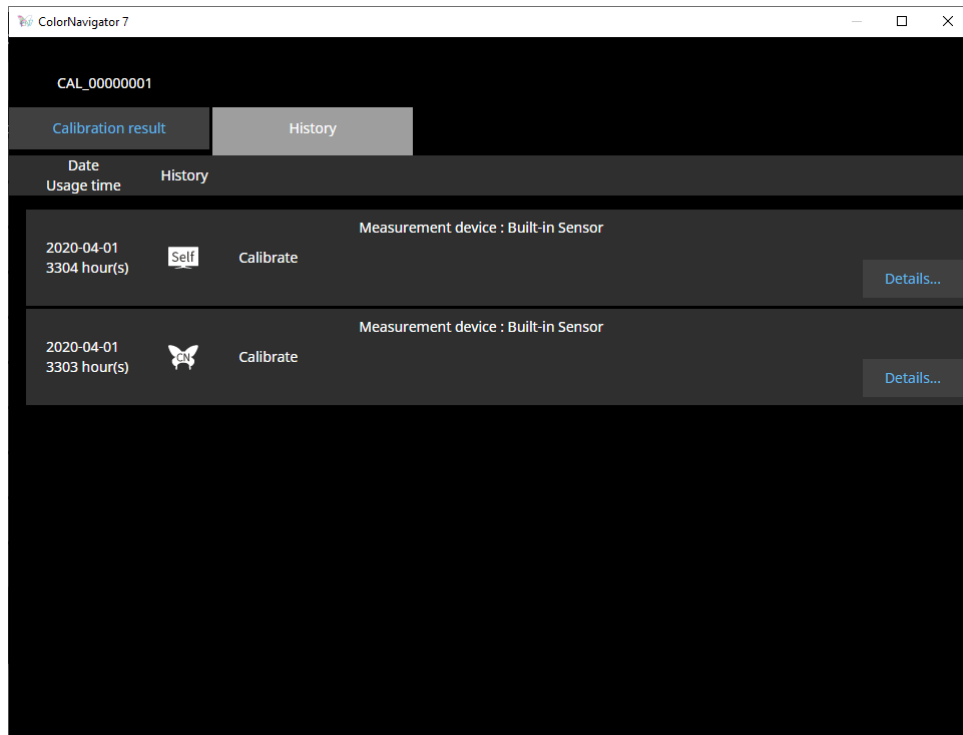 ColorNavigator 7
CAL_00000001
Calibration result
History
Date
Usage time
History
Measurement device : Built-in Sensor
2020-04-01
3304 hour(s)
Self
Calibrate
Details...
Measurement device : Built-in Sensor
2020-04-01
3303 hour(s)
CN
Calibrate
Details...